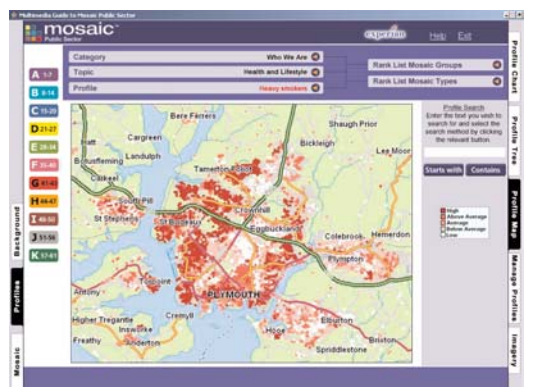 Multimedia Guide to Mosaic Public Sector
mosaic
Public Sector
experian
Help
Exit
Category
Who We Are
Topic
Health and Lifestyle
Profile
Heavy smokers
Rank List Mosaic Groups
Rank List Mosaic Types
A 1-7
B 8-14
C 15-20
D 21-27
E 28-34
F 35-40
G 41-43
H 44-47
I 48-50
J 51-56
K 57-61
Background
Profiles
Mosaic
Profile Chart
Profile Tree
Profile Map
Manage Profiles
Imagery
Profile Search
Enter the text you wish to
search for and select the
search method by clicking
the relevant button.
Starts with
Contains
High
Above Average
Average
Below Average
Low
Bere Ferrers
Shaugh Prior
Cargreen
Bickleigh
Lee Moor
Landulph
Botusfleming
Tamerton Foliot
St Stephens
Crownhill
St Budeaux
Eggbuckland
Colebrook
Hemerdon
Plympton
Torpoint
Antony
PLYMOUTH
Higher Tregantle
Cremyll
Elburton
Insworke
Hooe
Brixton
Freathy
Anderton
Spriddlestone